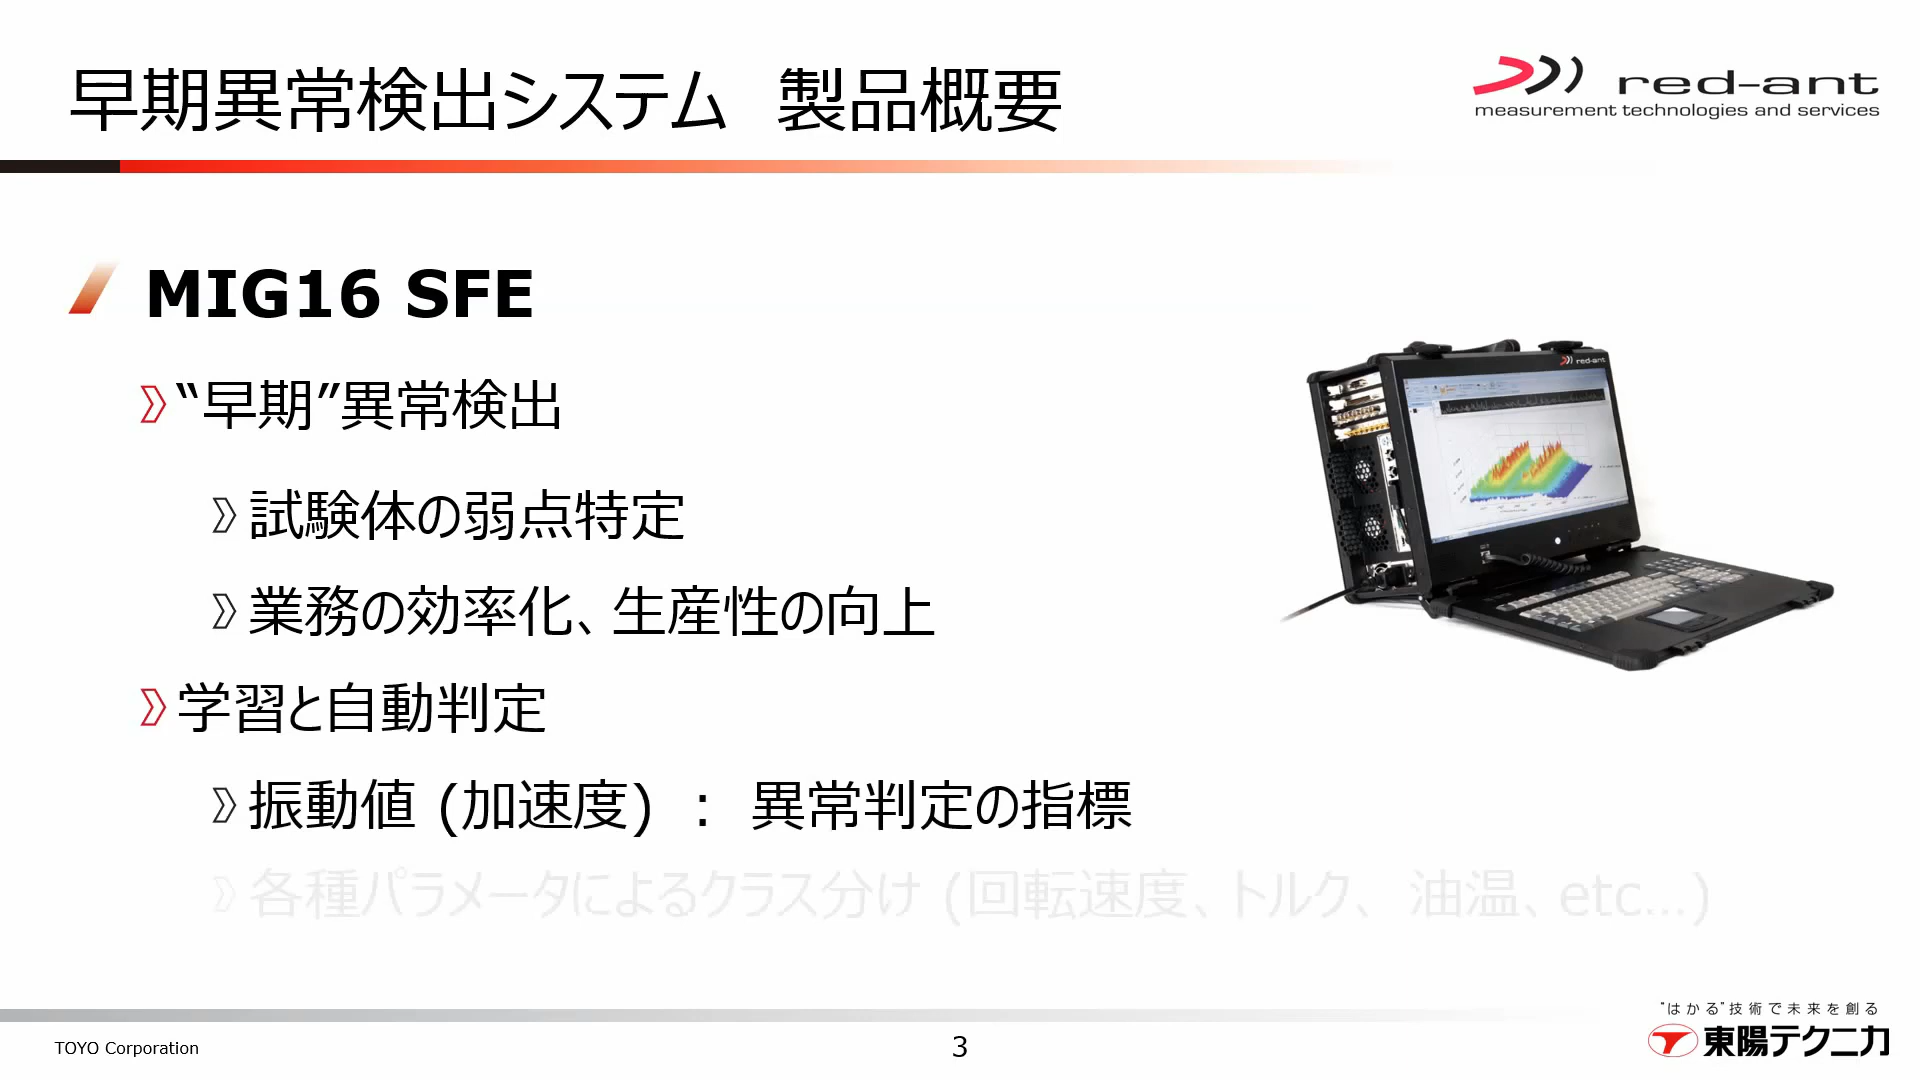 早期異常検出システム　製品概要
red-ant
measurement technologies and services
MIG16 SFE
“早期”異常検出
試験体の弱点特定
業務の効率化、生産性の向上
学習と自動判定
振動値 (加速度) ： 異常判定の指標
各種パラメータによるクラス分け (回転速度、トルク、 油温、etc…)
red-ant
“はかる”技術で未来を創る
TOYO Corporation
3
東陽テクニカ